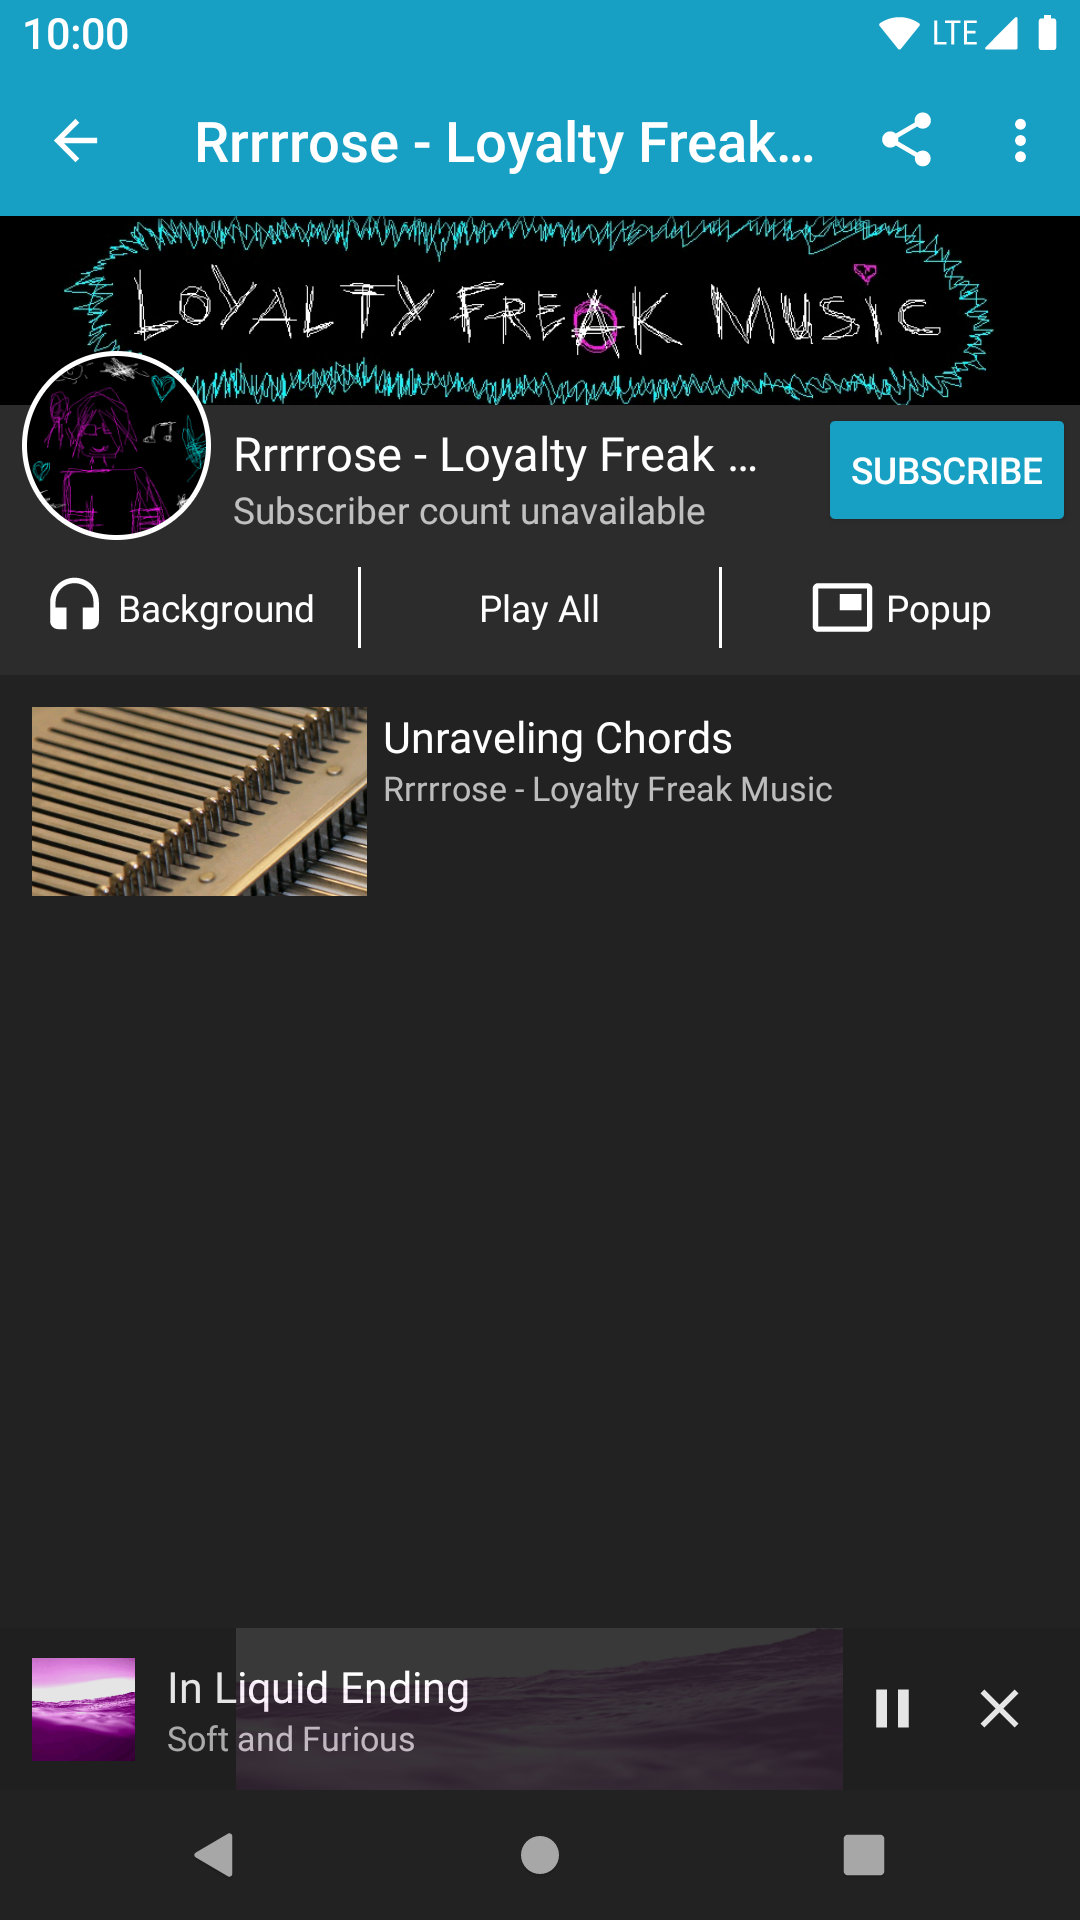 10:00
LTE
Rrrrrose - Loyalty Freak...
LOYALTY FREAK MUSIC
Rrrrrose - Loyalty Freak ...
Subscriber count unavailable
SUBSCRIBE
Background
Play All
Popup
Unraveling Chords
Rrrrrose - Loyalty Freak Music
In Liquid Ending
Soft and Furious